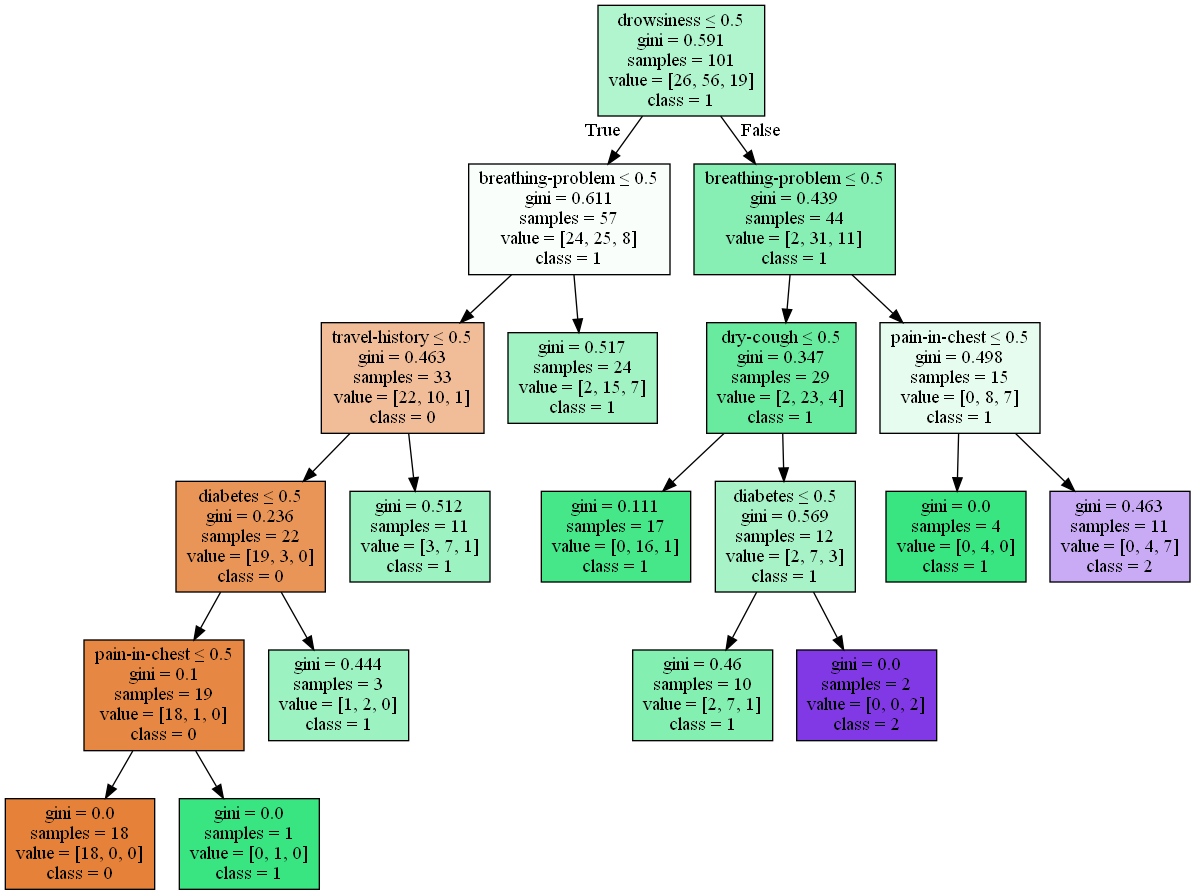 drowsiness ≤ 0.5
gini = 0.591
samples = 101
value = [26, 56, 19]
class = 1
True
False
breathing-problem ≤ 0.5
gini = 0.611
samples = 57
value = [24, 25, 8]
class = 1
breathing-problem ≤ 0.5
gini = 0.439
samples = 44
value = [2, 31, 11]
class = 1
travel-history ≤ 0.5
gini = 0.463
samples = 33
value = [22, 10, 1]
class = 0
gini = 0.517
samples = 24
value = [2, 15, 7]
class = 1
dry-cough ≤ 0.5
gini = 0.347
samples = 29
value = [2, 23, 4]
class = 1
pain-in-chest ≤ 0.5
gini = 0.498
samples = 15
value = [0, 8, 7]
class = 1
diabetes ≤ 0.5
gini = 0.236
samples = 22
value = [19, 3, 0]
class = 0
gini = 0.512
samples = 11
value = [3, 7, 1]
class = 1
gini = 0.111
samples = 17
value = [0, 16, 1]
class = 1
diabetes ≤ 0.5
gini = 0.569
samples = 12
value = [2, 7, 3]
class = 1
gini = 0.0
samples = 4
value = [0, 4, 0]
class = 1
gini = 0.463
samples = 11
value = [0, 4, 7]
class = 2
pain-in-chest ≤ 0.5
gini = 0.1
samples = 19
value = [18, 1, 0]
class = 0
gini = 0.444
samples = 3
value = [1, 2, 0]
class = 1
gini = 0.46
samples = 10
value = [2, 7, 1]
class = 1
gini = 0.0
samples = 2
value = [0, 0, 2]
class = 2
gini = 0.0
samples = 18
value = [18, 0, 0]
class = 0
gini = 0.0
samples = 1
value = [0, 1, 0]
class = 1